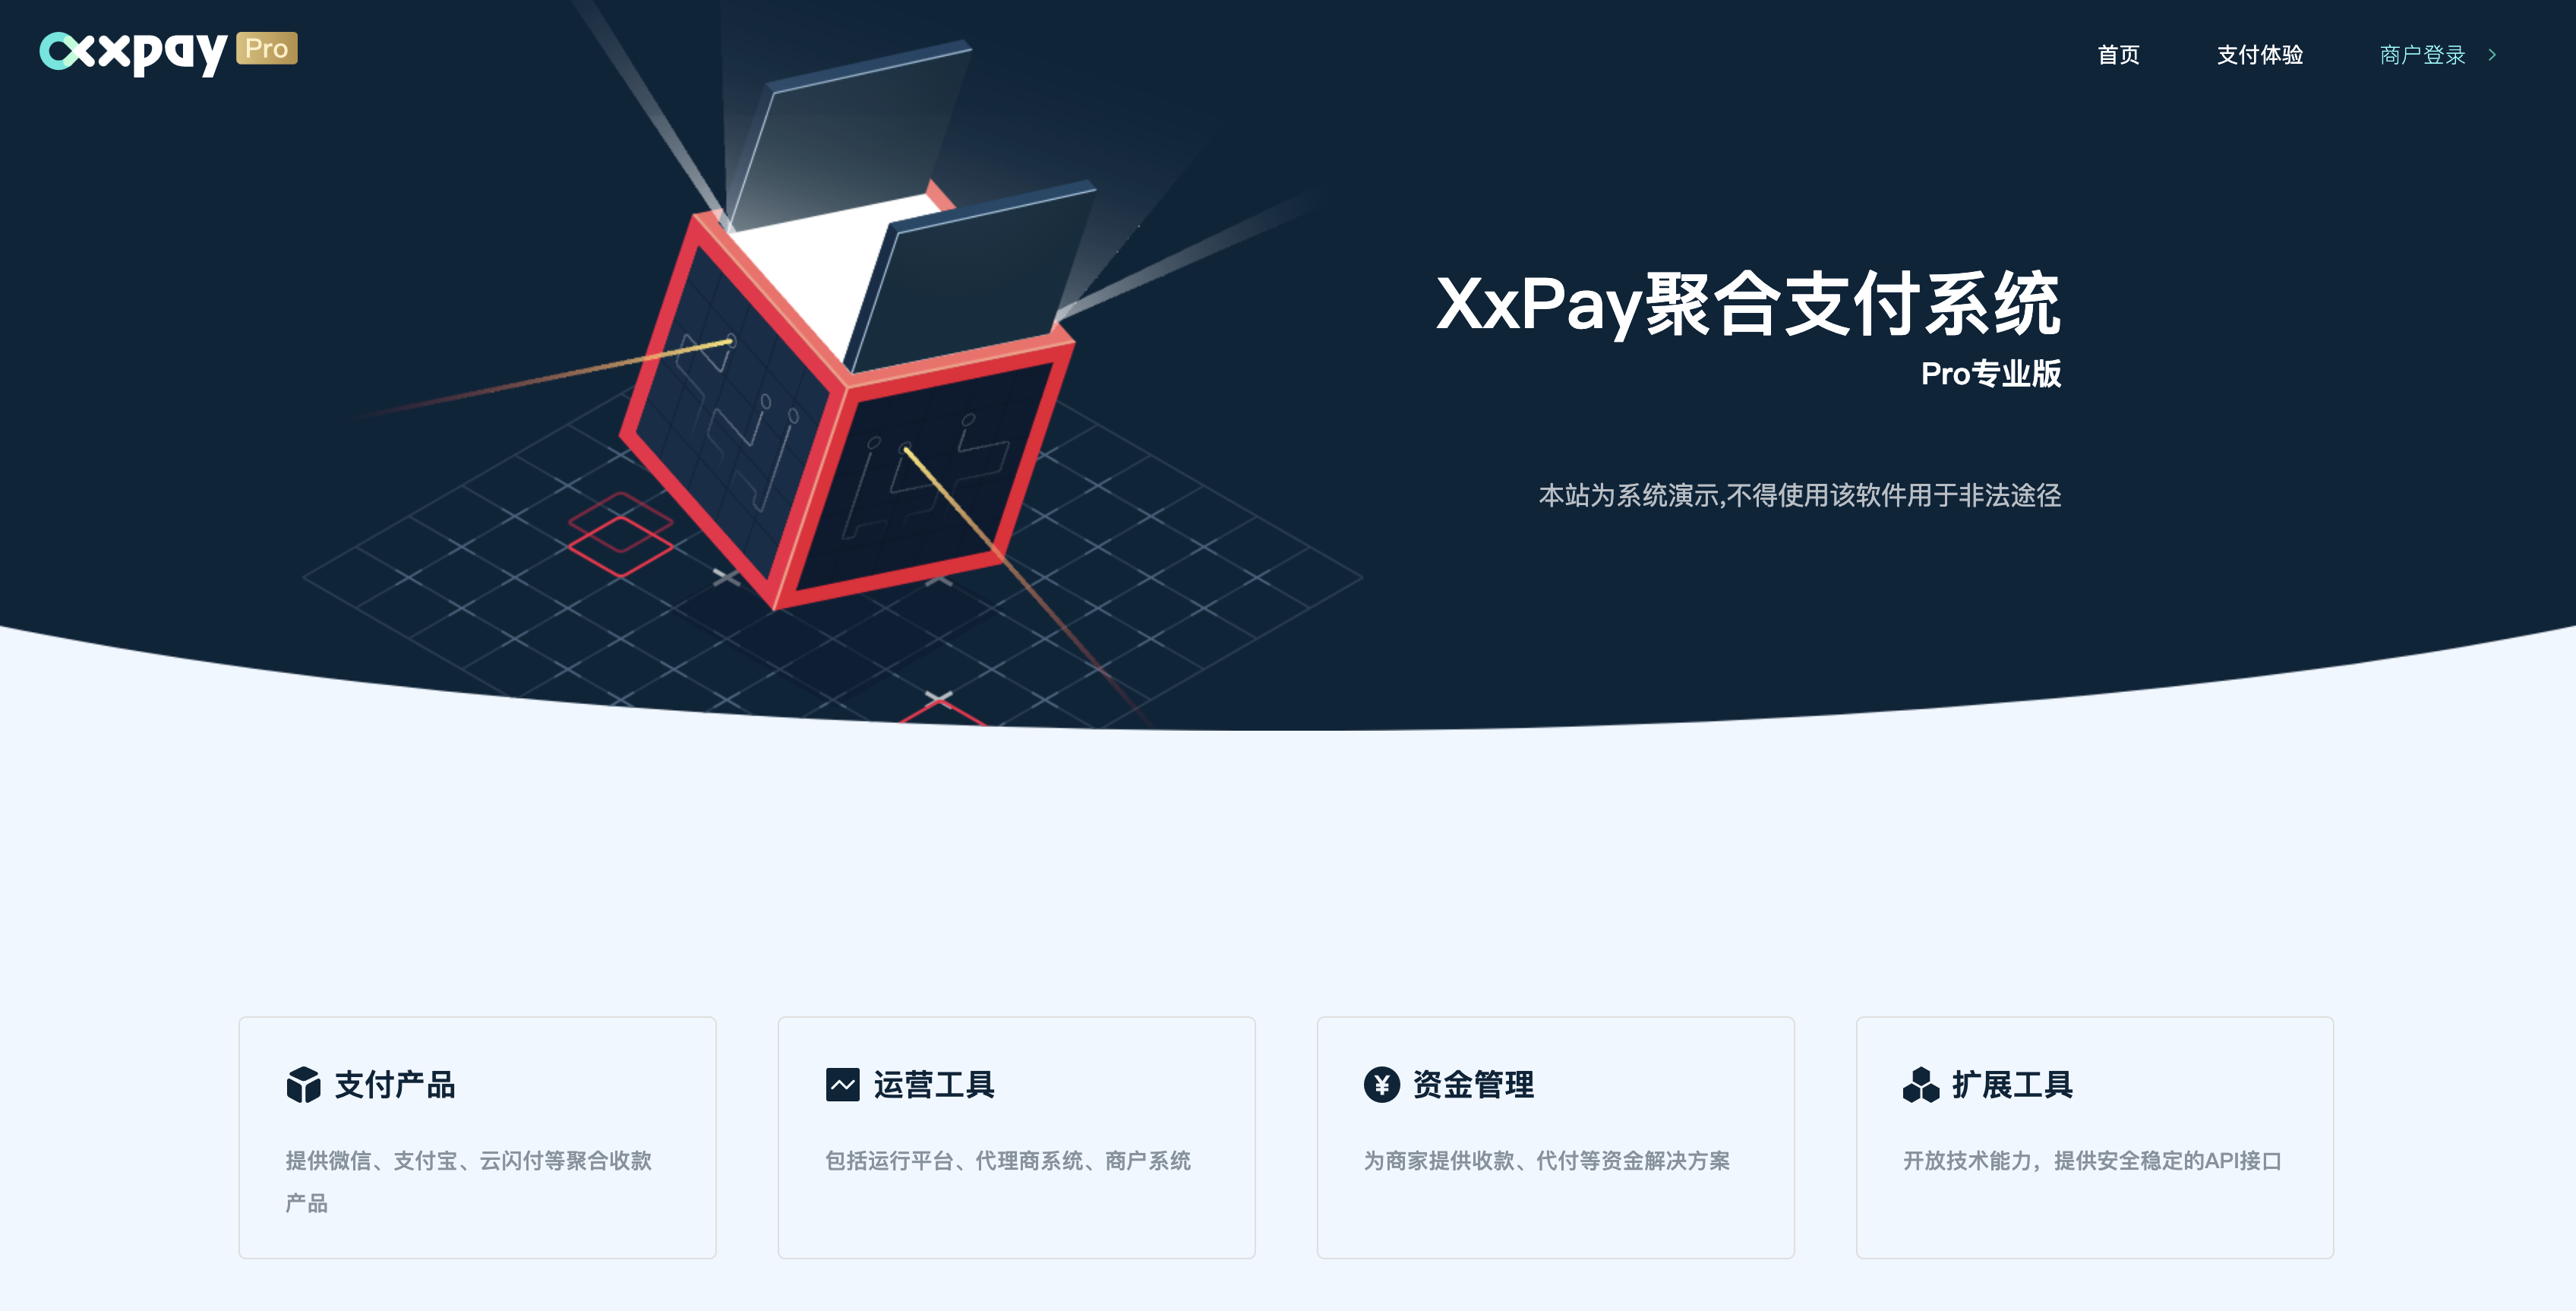 xxpay Pro
首页
支付体验
商户登录
XxPay聚合支付系统
Pro专业版
本站为系统演示,不得使用该软件用于非法途径
支付产品
提供微信、支付宝、云闪付等聚合收款
产品
运营工具
包括运行平台、代理商系统、商户系统
资金管理
为商家提供收款、代付等资金解决方案
扩展工具
开放技术能力，提供安全稳定的API接口